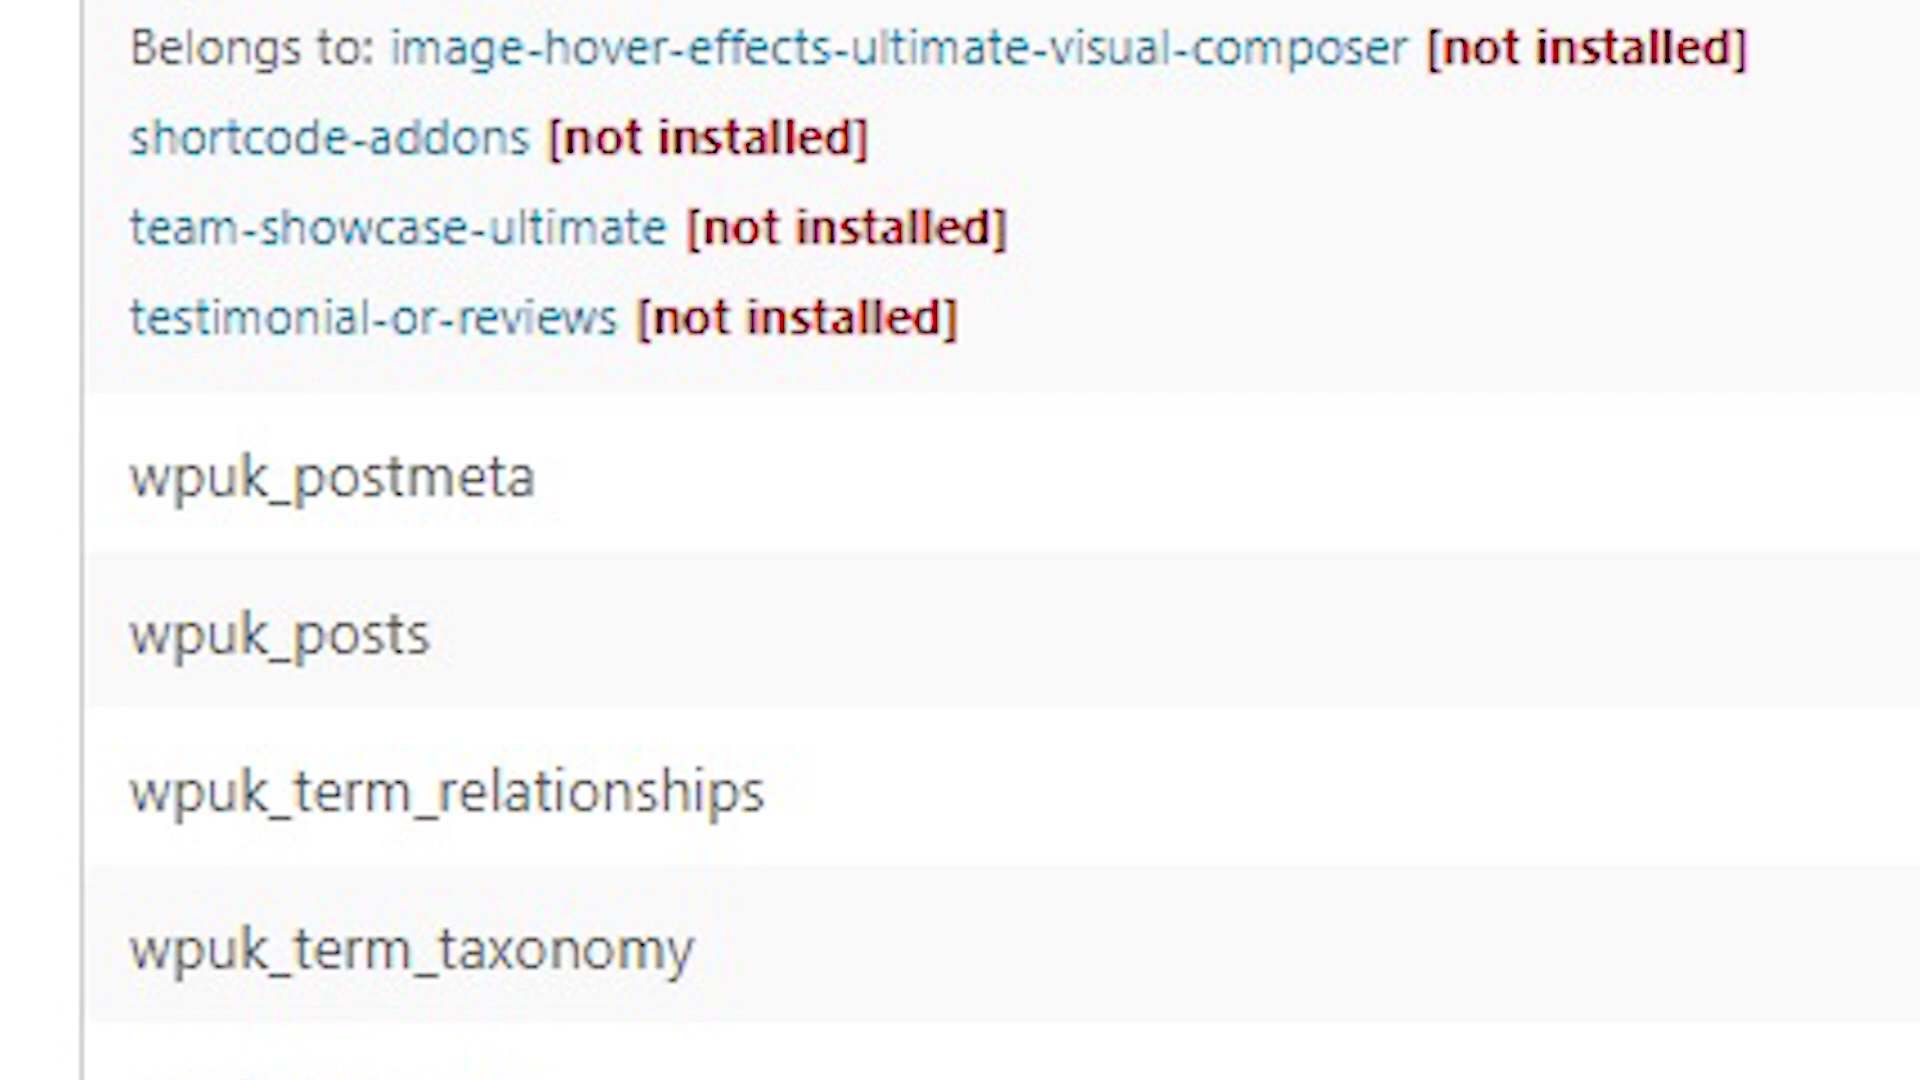 Belongs to: image-hover-effects-ultimate-visual-composer [not installed]
shortcode-addons [not installed]
team-showcase-ultimate [not installed]
testimonial-or-reviews [not installed]
wpuk_postmeta
wpuk_posts
wpuk_term_relationships
wpuk_term_taxonomy